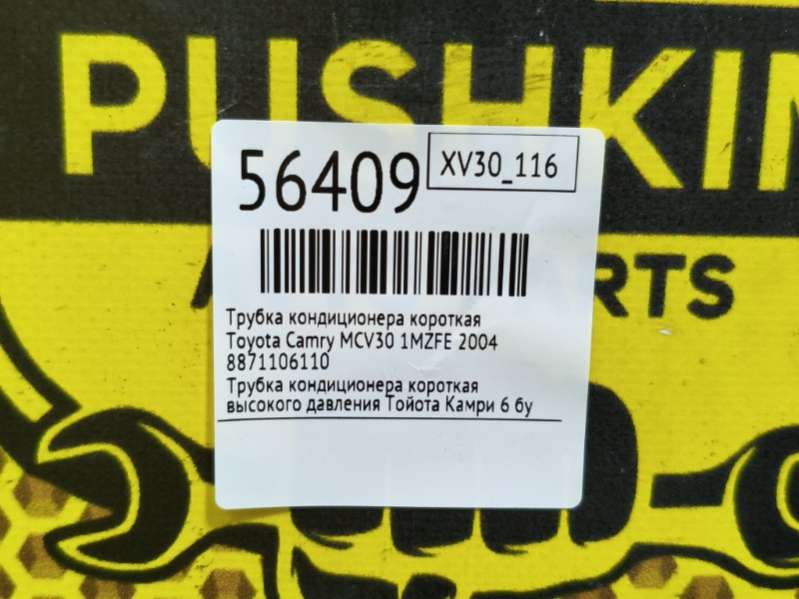 PUSHKIN
56409
XV30_116
RTS
Трубка кондиционера короткая
Toyota Camry MCV30 1MZFE 2004
8871106110
Трубка кондиционера короткая
высокого давления Тойота Камри 6 бу